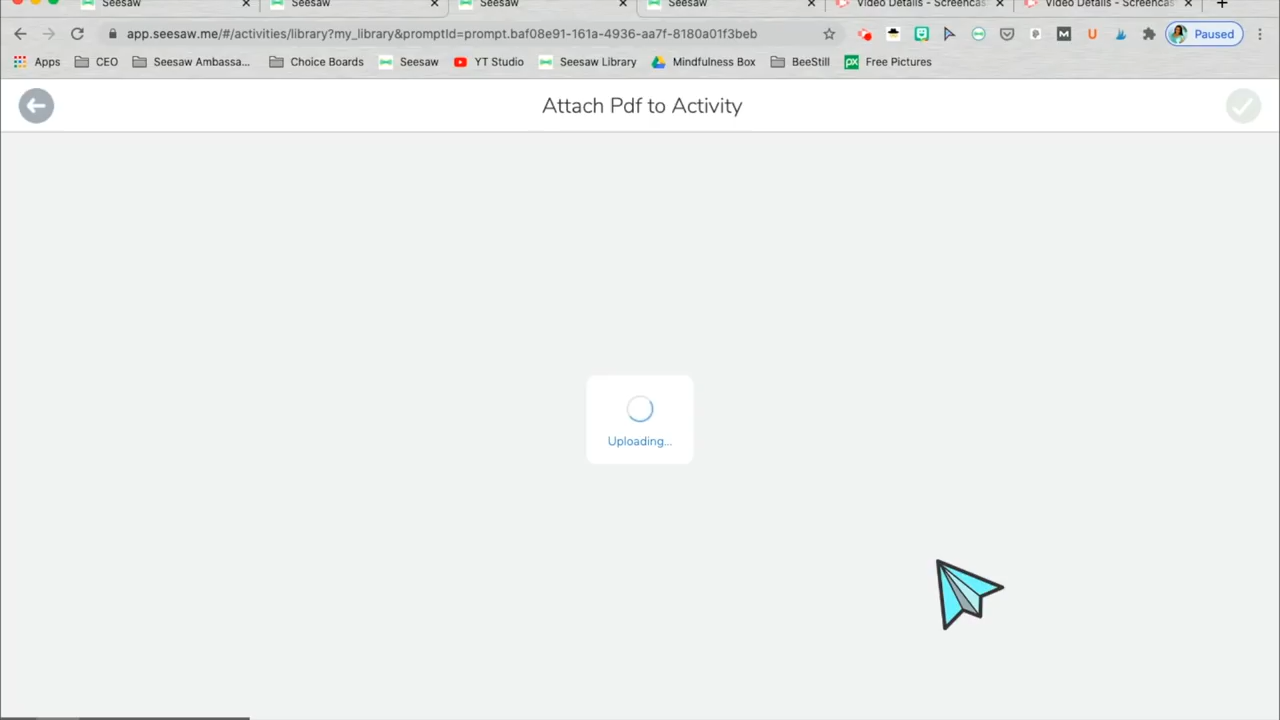 Seesaw Seesaw Seesaw Seesaw Video Details - Screencas Video Details - Screencas
app.seesaw.me/#/activities/library?my_library&promptId=prompt.baf08e91-161a-4936-aa7f-8180a01f3beb Paused
Apps CEO Seesaw Ambassa... Choice Boards Seesaw YT Studio Seesaw Library Mindfulness Box BeeStill px Free Pictures
Attach Pdf to Activity
Uploading...